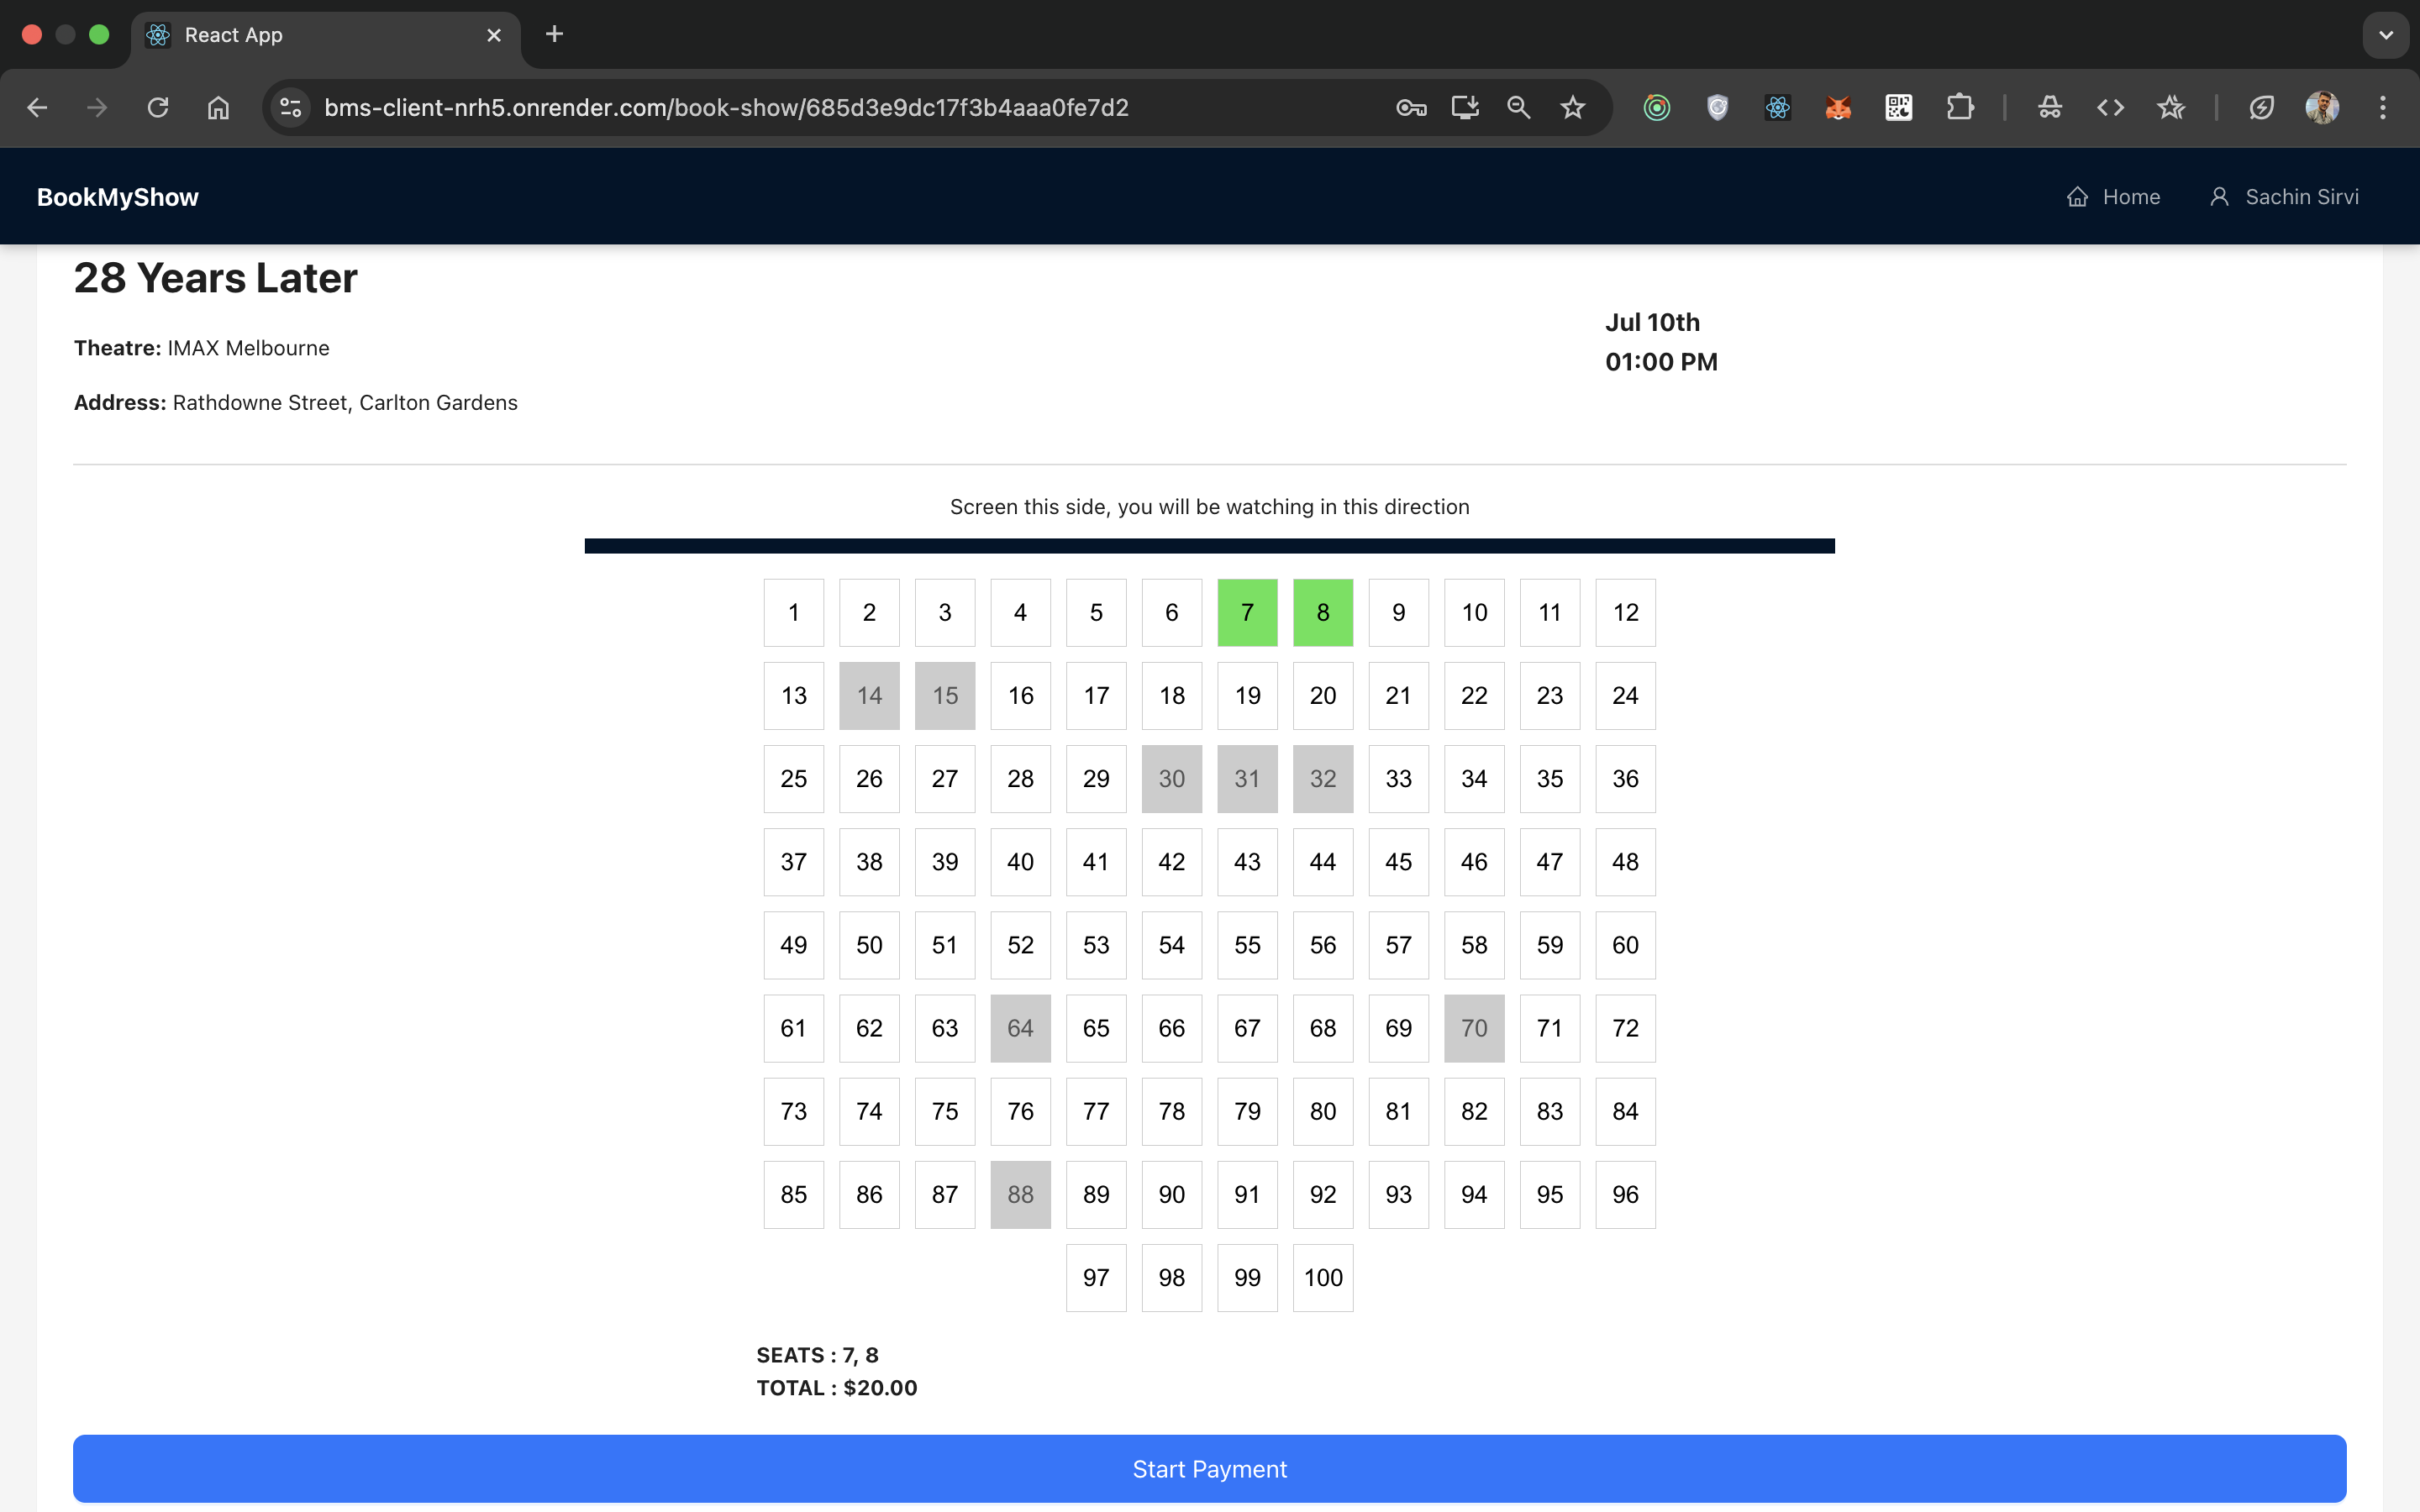 React App
bms-client-nrh5.onrender.com/book-show/685d3e9dc17f3b4aaa0fe7d2
BookMyShow
Home
Sachin Sirvi
28 Years Later
Theatre: IMAX Melbourne
Address: Rathdowne Street, Carlton Gardens
Jul 10th
01:00 PM
Screen this side, you will be watching in this direction
1 2 3 4 5 6 7 8 9 10 11 12
13 14 15 16 17 18 19 20 21 22 23 24
25 26 27 28 29 30 31 32 33 34 35 36
37 38 39 40 41 42 43 44 45 46 47 48
49 50 51 52 53 54 55 56 57 58 59 60
61 62 63 64 65 66 67 68 69 70 71 72
73 74 75 76 77 78 79 80 81 82 83 84
85 86 87 88 89 90 91 92 93 94 95 96
97 98 99 100
SEATS : 7, 8
TOTAL : $20.00
Start Payment